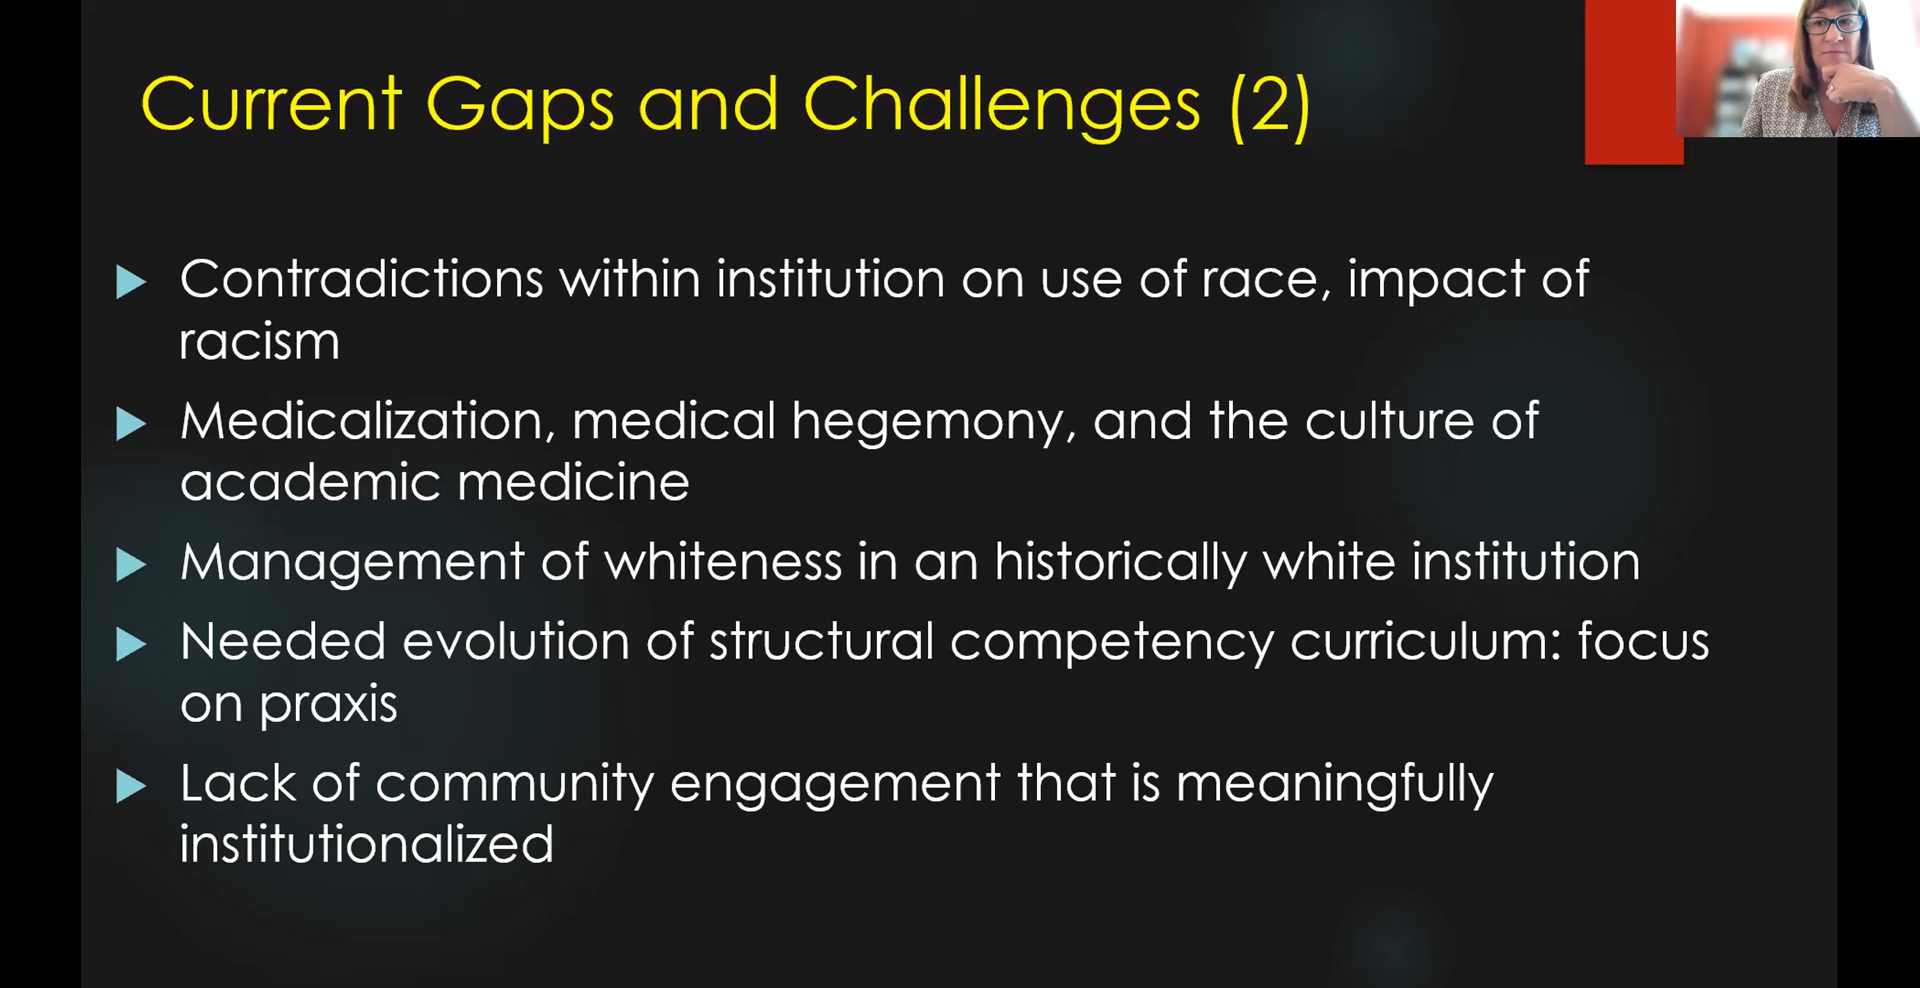 Current Gaps and Challenges (2)
Contradictions within institution on use of race, impact of
racism
Medicalization, medical hegemony, and the culture of
academic medicine
Management of whiteness in an historically white institution
Needed evolution of structural competency curriculum: focus
on praxis
Lack of community engagement that is meaningfully
institutionalized